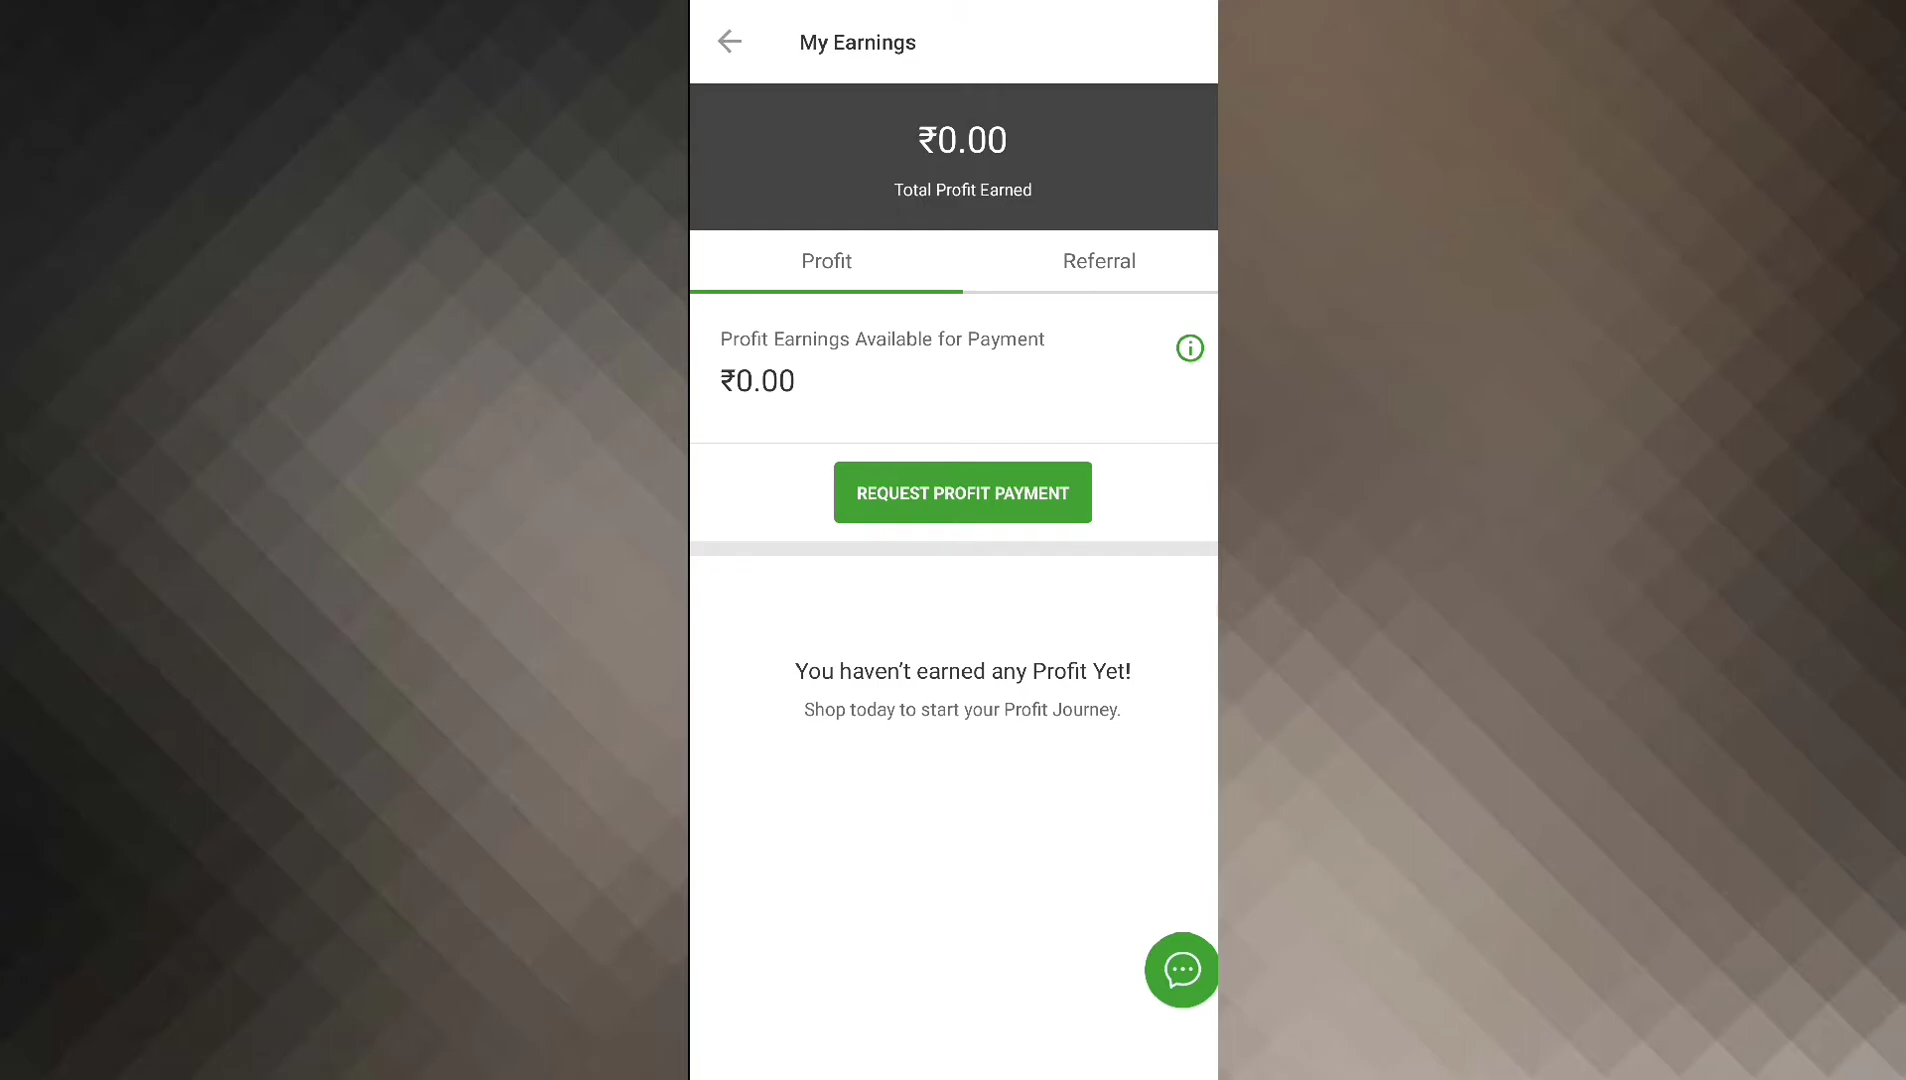 My Earnings
₹0.00
Total Profit Earned
Profit
Referral
Profit Earnings Available for Payment
₹0.00
REQUEST PROFIT PAYMENT
You haven’t earned any Profit Yet!
Shop today to start your Profit Journey.